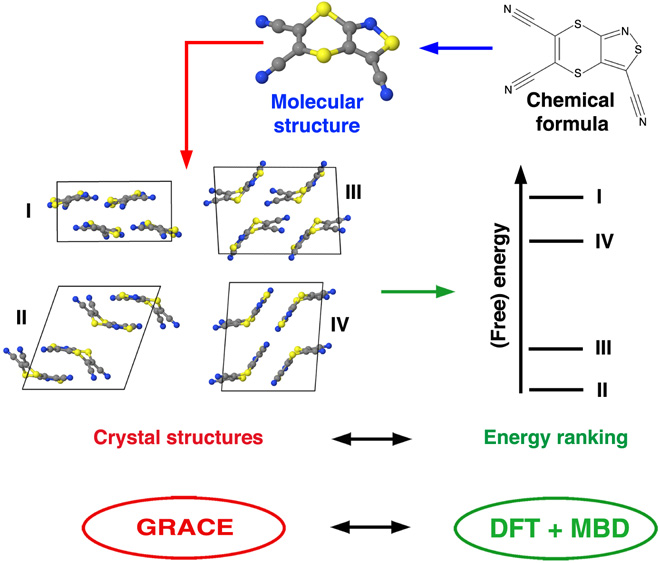 N
S
N
S
S
N
N
Molecular
structure
Chemical
formula
I
III
II
IV
(Free) energy
I
IV
III
II
Crystal structures
Energy ranking
GRACE
DFT + MBD